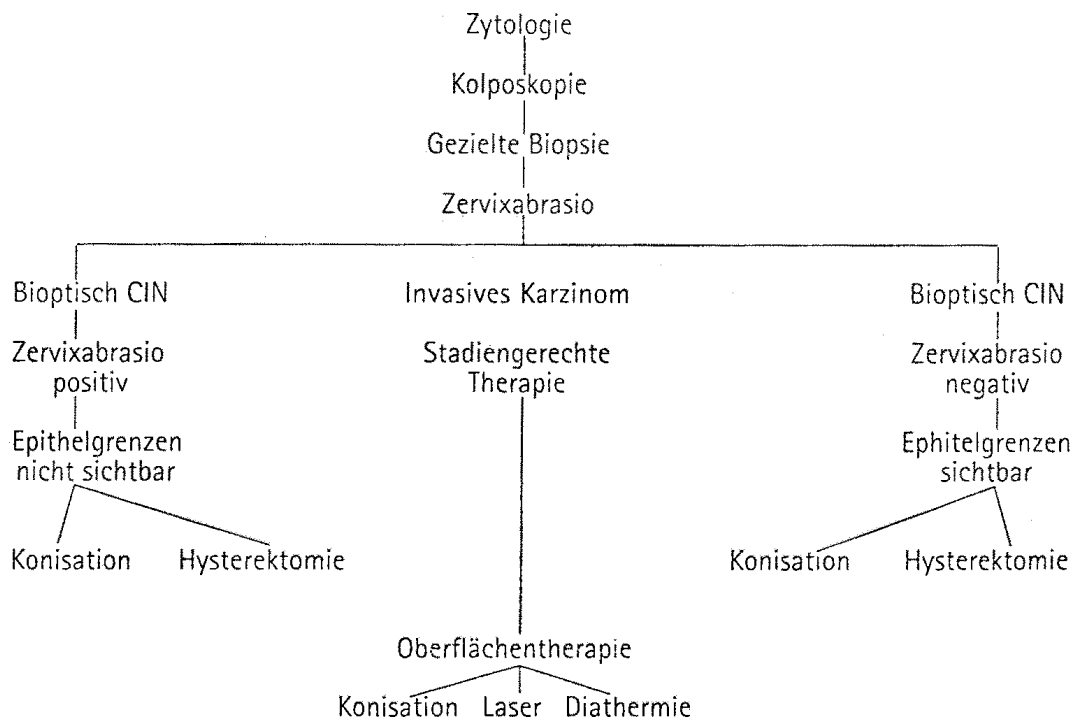 Zytologie
Kolposkopie
Gezielte Biopsie
Zervixabrasio
Bioptisch CIN
Invasives Karzinom
Bioptisch CIN
Zervixabrasio
positiv
Stadiengerechte
Therapie
Zervixabrasio
negativ
Epithelgrenzen
nicht sichtbar
Ephitelgrenzen
sichtbar
Konisation
Hysterektomie
Konisation
Hysterektomie
Oberflächentherapie
Konisation
Laser
Diathermie